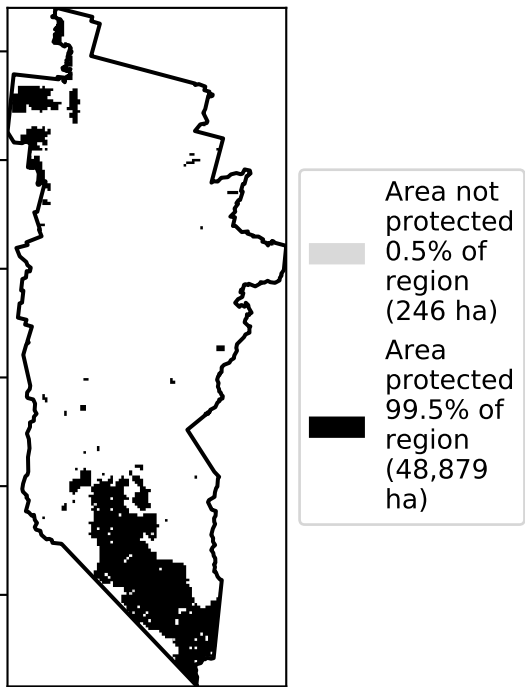 Area not
protected
0.5% of
region
(246 ha)
Area
protected
99.5% of
region
(48,879
ha)